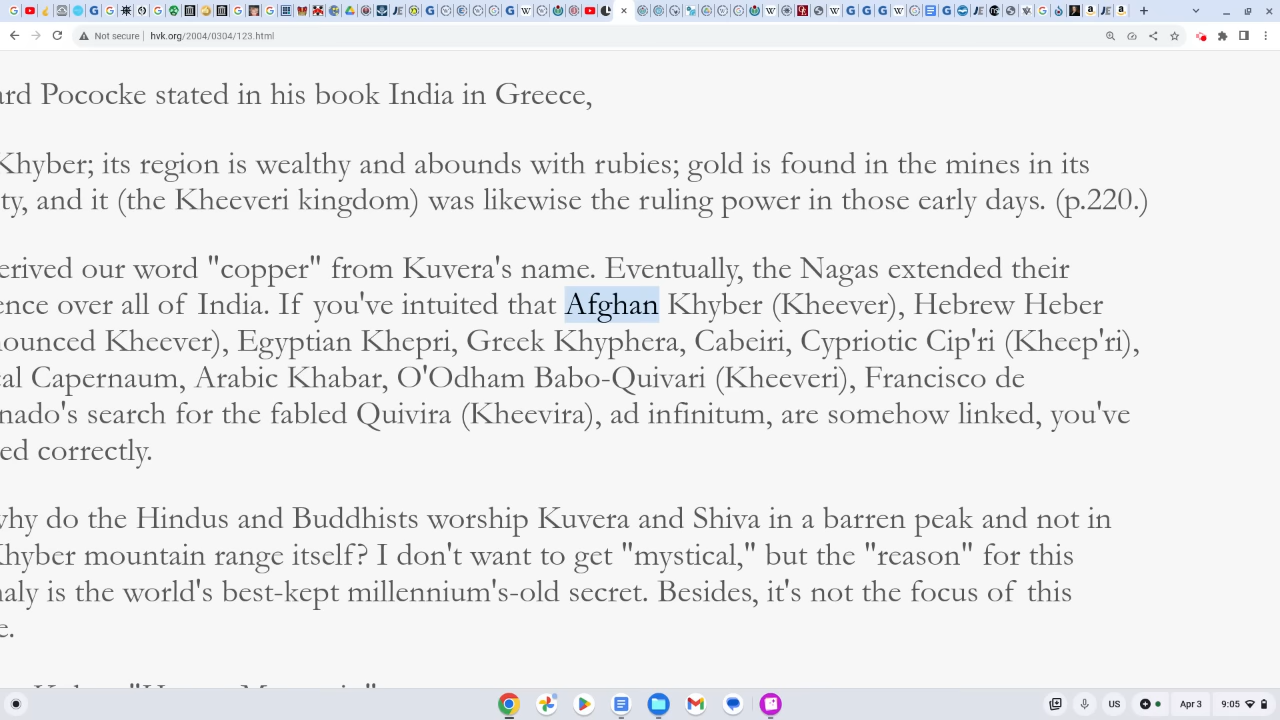 Not secure
hvk.org/2004/0304/123.html
ard Pococke stated in his book India in Greece,
Khyber; its region is wealthy and abounds with rubies; gold is found in the mines in its
ty, and it (the Kheeveri kingdom) was likewise the ruling power in those early days. (p.220.)
erived our word "copper" from Kuvera's name. Eventually, the Nagas extended their
ence over all of India. If you've intuited that Afghan Khyber (Kheever), Hebrew Heber
ounced Kheever), Egyptian Khepri, Greek Khyphera, Cabeiri, Cypriotic Cip'ri (Kheep'ri),
cal Capernaum, Arabic Khabar, O'Odham Babo-Quivari (Kheeveri), Francisco de
nado's search for the fabled Quivira (Kheevira), ad infinitum, are somehow linked, you've
ed correctly.
why do the Hindus and Buddhists worship Kuvera and Shiva in a barren peak and not in
Khyber mountain range itself? I don't want to get "mystical," but the "reason" for this
aly is the world's best-kept millennium's-old secret. Besides, it's not the focus of this
e.
US
Apr 3
9:05